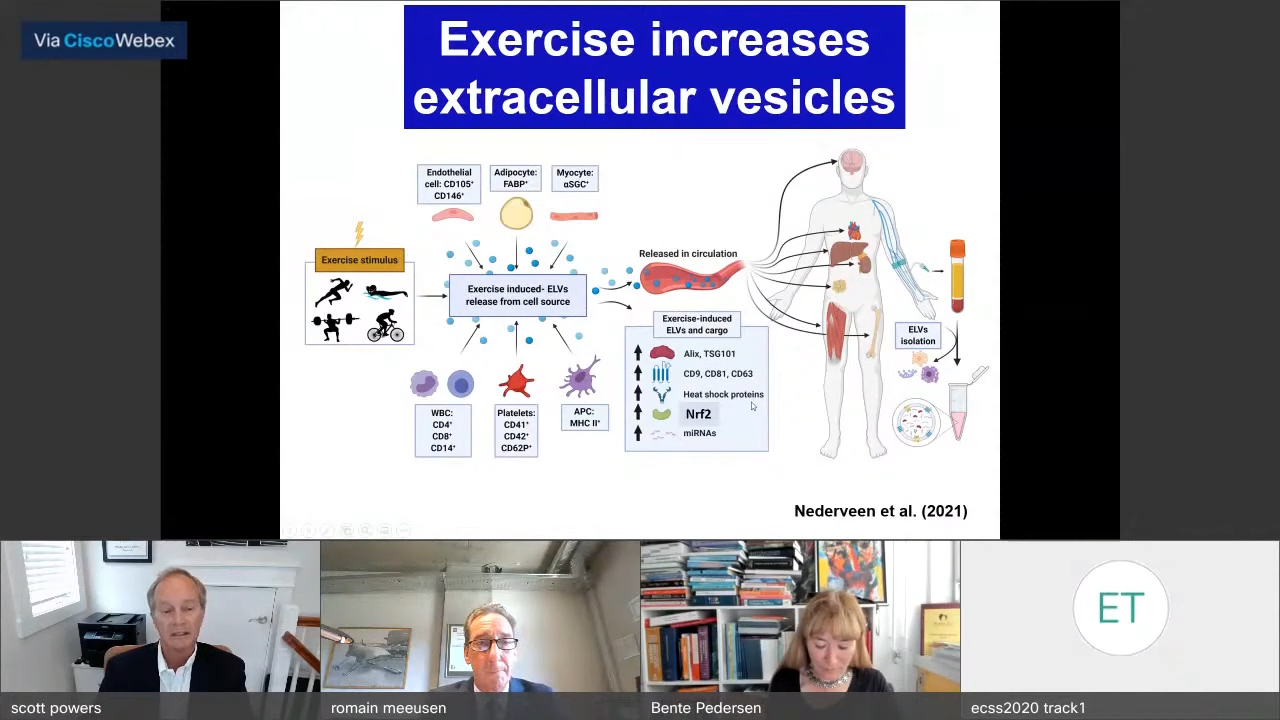 Via Cisco Webex
Exercise increases
extracellular vesicles
Endothelial
cell: CD105⁺
CD146⁺
Adipocyte:
FABP⁺
Myocyte:
αSGC⁺
Exercise stimulus
Exercise induced- ELVs
release from cell source
Released in circulation
Exercise-induced
ELVs and cargo
Alix, TSG101
CD9, CD81, CD63
Heat shock proteins
Nrf2
miRNAs
WBC:
CD4⁺
CD8⁺
CD14⁺
Platelets:
CD41⁺
CD42⁺
CD62P⁺
APC:
MHC II⁺
ELVs
isolation
Nederveen et al. (2021)
ET
scott powers
romain meeusen
Bente Pedersen
ecss2020 track1